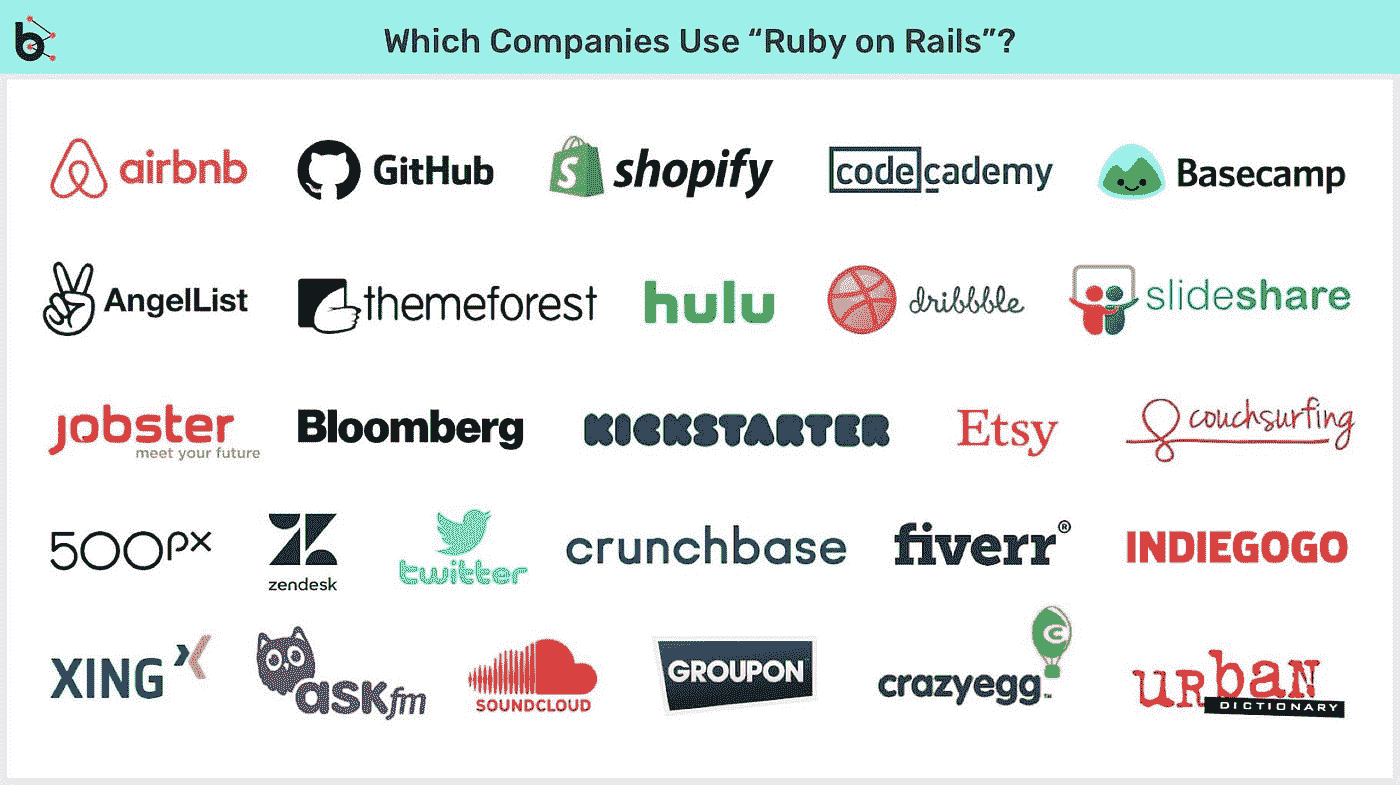 b
Which Companies Use “Ruby on Rails”?
airbnb GitHub shopify codecademy Basecamp
AngelList themeforest hulu dribbble slideshare
jobster Bloomberg KICKSTARTER Etsy couchsurfing
meet your future
500px zendesk twitter crunchbase fiverr® INDIEGOGO
XING askfm SOUNDCLOUD GROUPON crazyegg™ urban
DICTIONARY